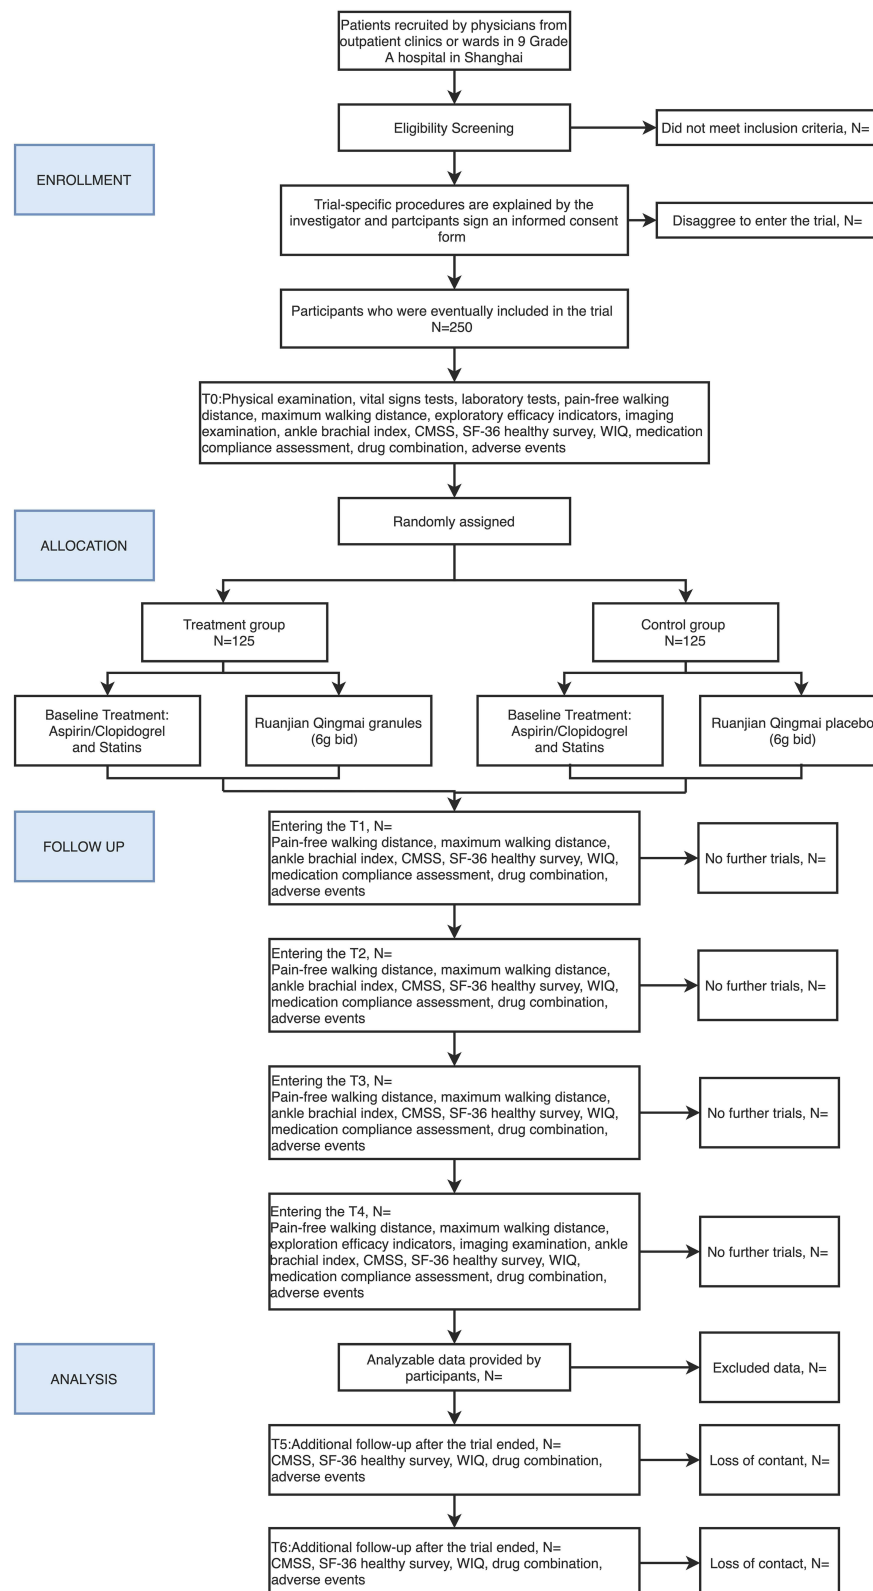 Patients recruited by physicians from
outpatient clinics or wards in 9 Grade
A hospital in Shanghai
Eligibility Screening
Did not meet inclusion criteria, N=
ENROLLMENT
Trial-specific procedures are explained by the
investigator and partcipants sign an informed consent
form
Disaggree to enter the trial, N=
Participants who were eventually included in the trial
N=250
T0:Physical examination, vital signs tests, laboratory tests, pain-free walking
distance, maximum walking distance, exploratory efficacy indicators, imaging
examination, ankle brachial index, CMSS, SF-36 healthy survey, WIQ, medication
compliance assessment, drug combination, adverse events
ALLOCATION
Randomly assigned
Treatment group
N=125
Control group
N=125
Baseline Treatment:
Aspirin/Clopidogrel
and Statins
Ruanjian Qingmai granules
(6g bid)
Baseline Treatment:
Aspirin/Clopidogrel
and Statins
Ruanjian Qingmai placebo
(6g bid)
FOLLOW UP
Entering the T1, N=
Pain-free walking distance, maximum walking distance,
ankle brachial index, CMSS, SF-36 healthy survey, WIQ,
medication compliance assessment, drug combination,
adverse events
No further trials, N=
Entering the T2, N=
Pain-free walking distance, maximum walking distance,
ankle brachial index, CMSS, SF-36 healthy survey, WIQ,
medication compliance assessment, drug combination,
adverse events
No further trials, N=
Entering the T3, N=
Pain-free walking distance, maximum walking distance,
ankle brachial index, CMSS, SF-36 healthy survey, WIQ,
medication compliance assessment, drug combination,
adverse events
No further trials, N=
Entering the T4, N=
Pain-free walking distance, maximum walking distance,
exploration efficacy indicators, imaging examination, ankle
brachial index, CMSS, SF-36 healthy survey, WIQ,
medication compliance assessment, drug combination,
adverse events
No further trials, N=
ANALYSIS
Analyzable data provided by
participants, N=
Excluded data, N=
T5:Additional follow-up after the trial ended, N=
CMSS, SF-36 healthy survey, WIQ, drug combination,
adverse events
Loss of contant, N=
T6:Additional follow-up after the trial ended, N=
CMSS, SF-36 healthy survey, WIQ, drug combination,
adverse events
Loss of contact, N=